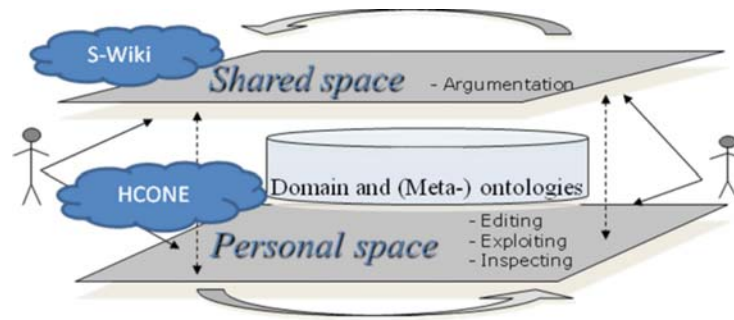 S-Wiki
Shared space
- Argumentation
Domain and (Meta-) ontologies
HCONE
Personal space
- Editing
- Exploiting
- Inspecting